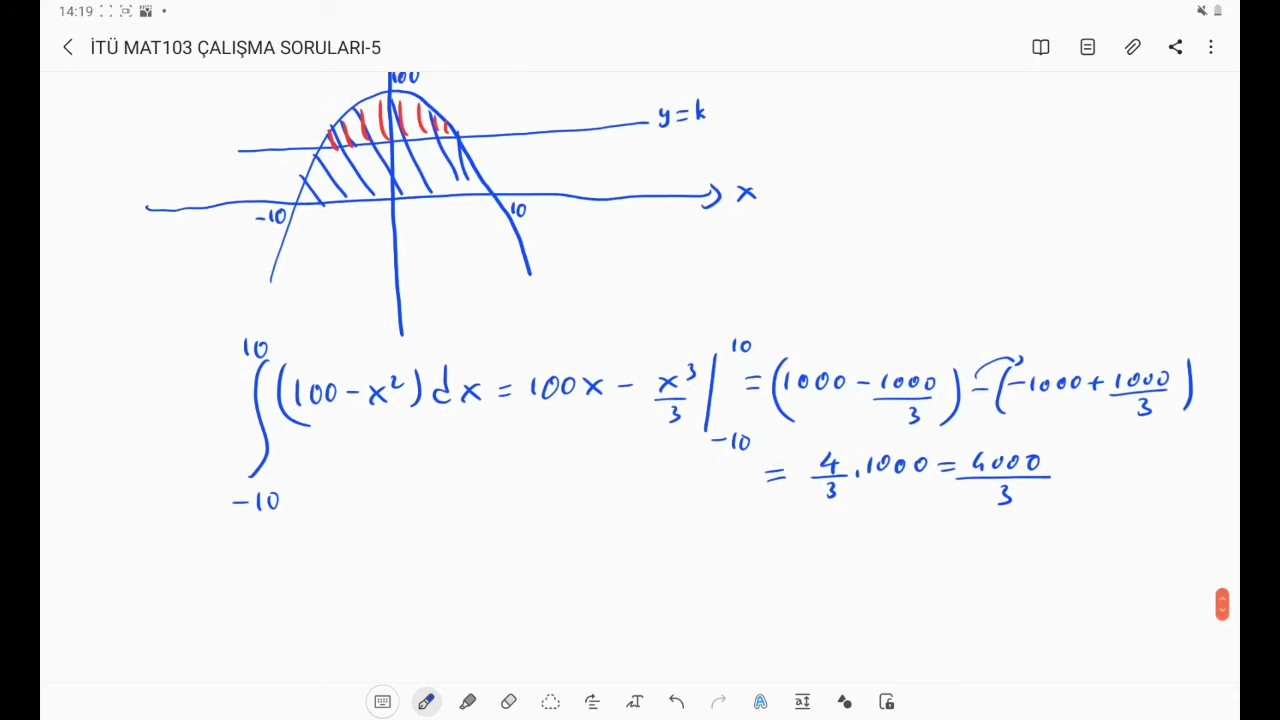 14:19
İTÜ MAT103 ÇALIŞMA SORULARI-5
100
y=k
x
-10
10
∫_{-10}^{10} (100-x²)dx = 100x - x³/3 |_{-10}^{10} = (1000 - 1000/3) - (-1000 + 1000/3)
= 4/3 . 1000 = 4000/3